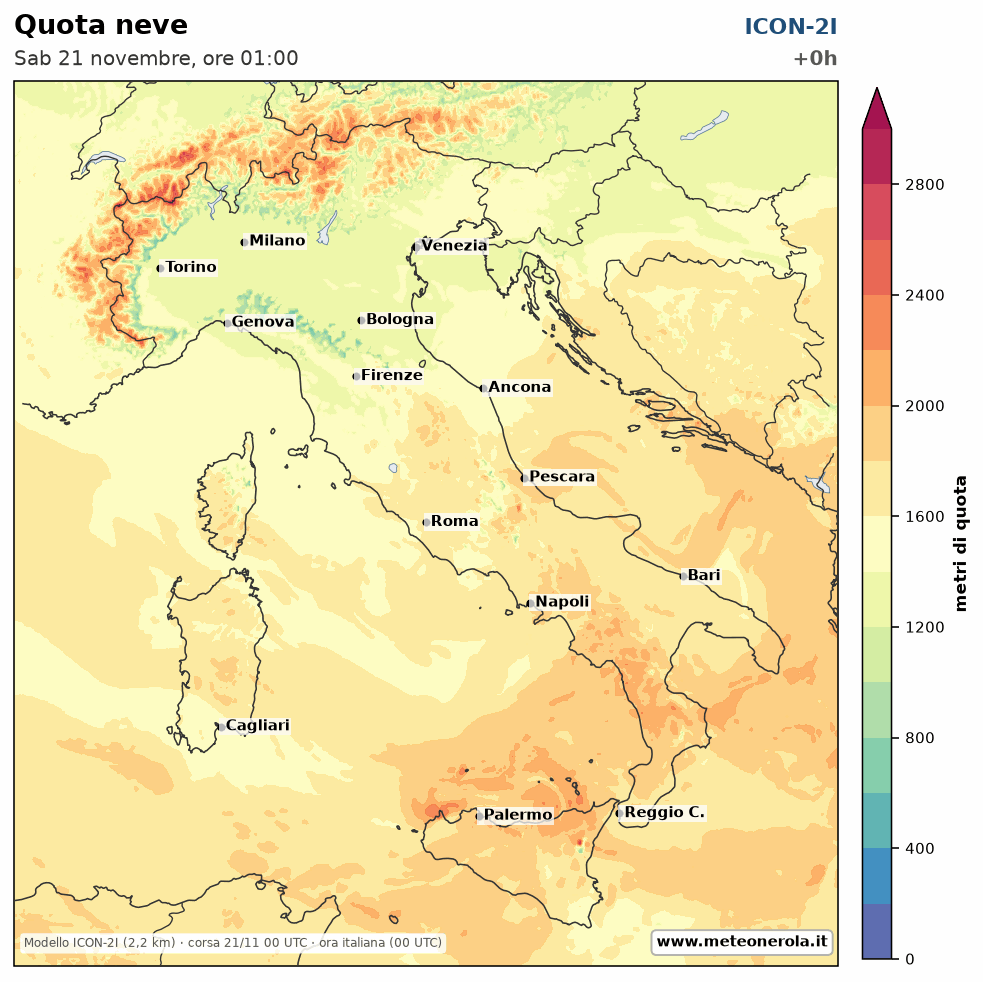 Quota neve
ICON-2I
Sab 21 novembre, ore 01:00
+0h
Milano
Venezia
Torino
Genova
Bologna
Firenze
Ancona
Pescara
Roma
Bari
Napoli
Cagliari
Palermo
Reggio C.
2800
2400
2000
1600
1200
800
400
0
metri di quota
Modello ICON-2I (2,2 km) · corsa 21/11 00 UTC · ora italiana (00 UTC)
www.meteonerola.it